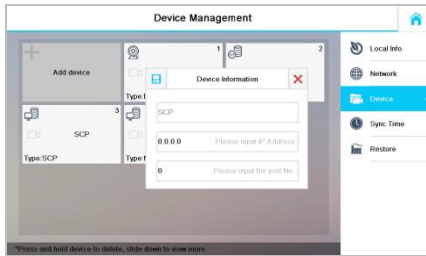 Device Management
Add device
1
2
Type:
3
SCP
Type:SCP
Type:
Device Information
SCP
0.0.0.0 Please input IP Address
0 Please input the port No.
Local Info
Network
Device
Sync Time
Restore
*Press and hold device to delete, slide down to view more